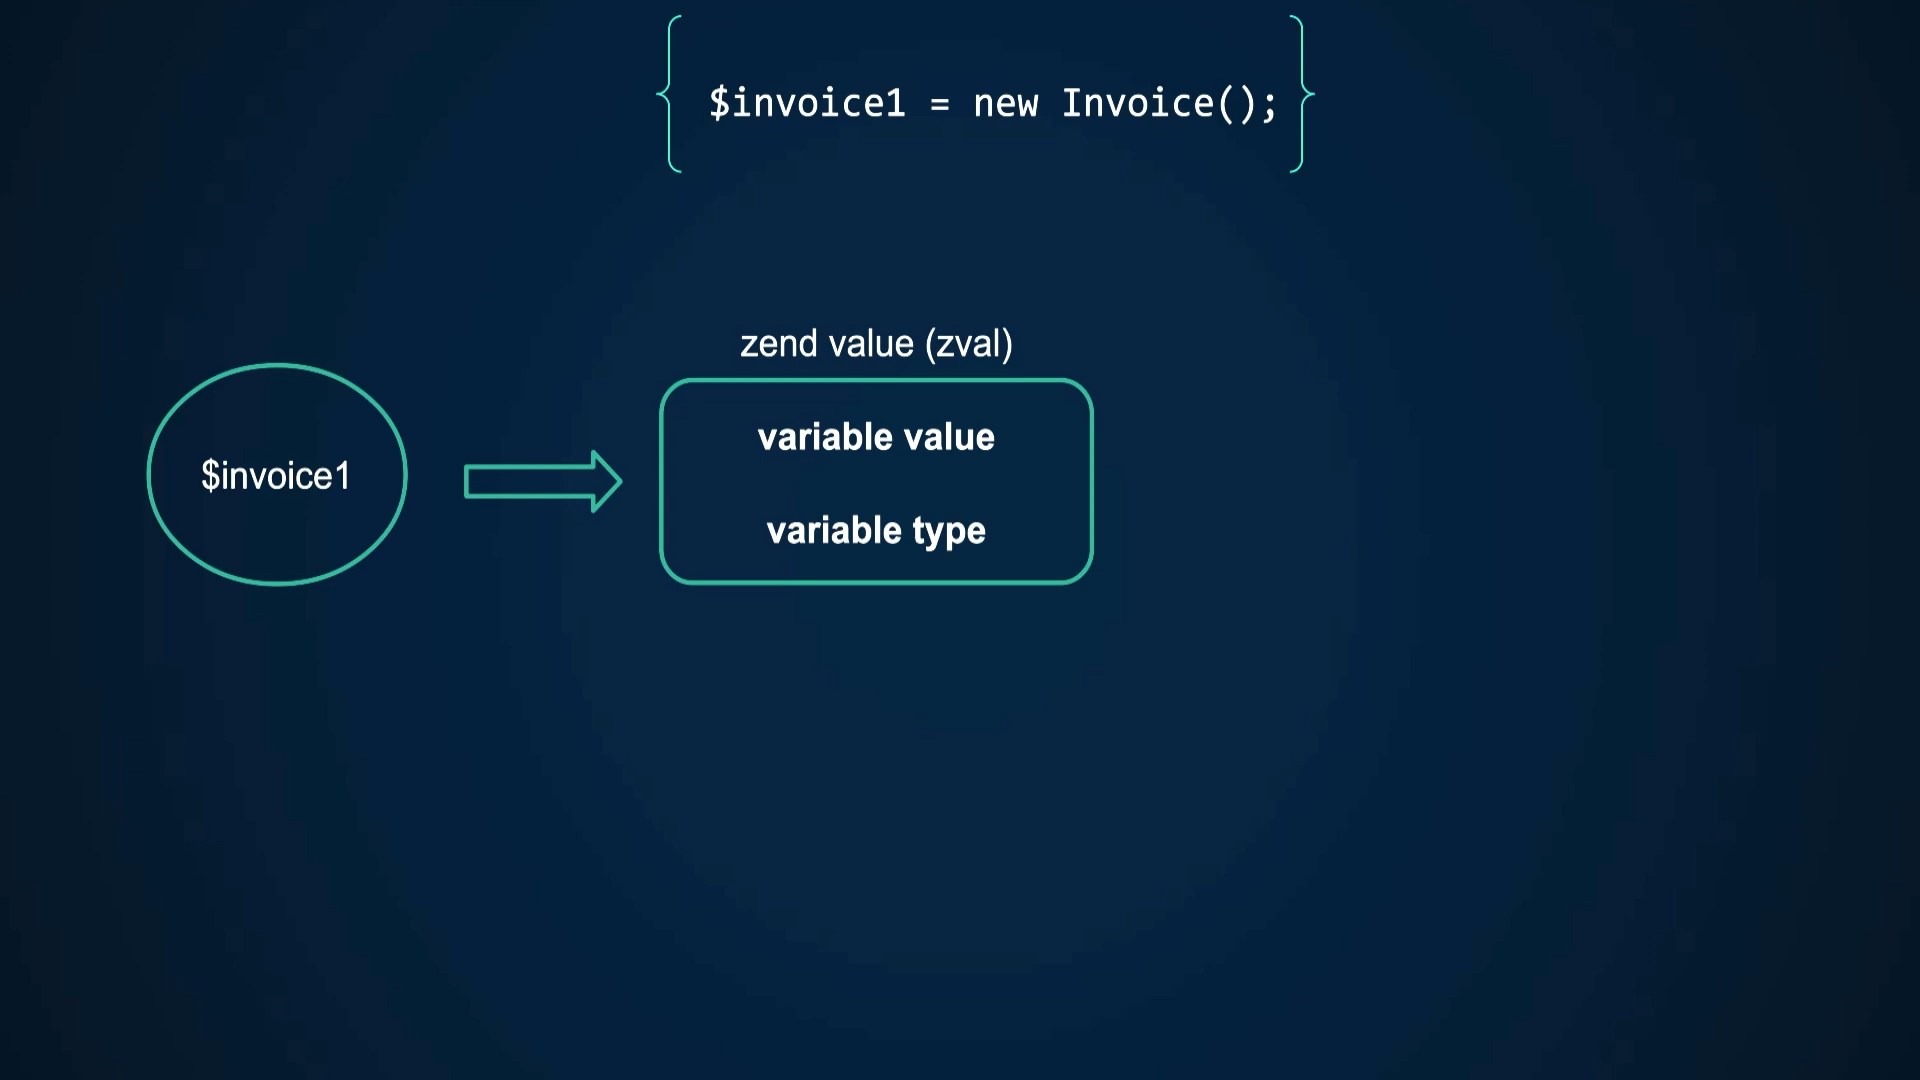 $invoice1 = new Invoice();
zend value (zval)
variable value
$invoice1
variable type